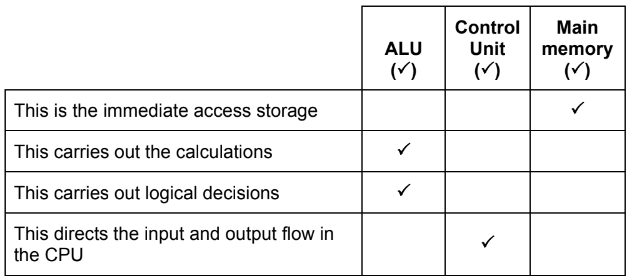 ALU
(✓)
Control
Unit
(✓)
Main
memory
(✓)
This is the immediate access storage ✓
This carries out the calculations ✓
This carries out logical decisions ✓
This directs the input and output flow in
the CPU ✓